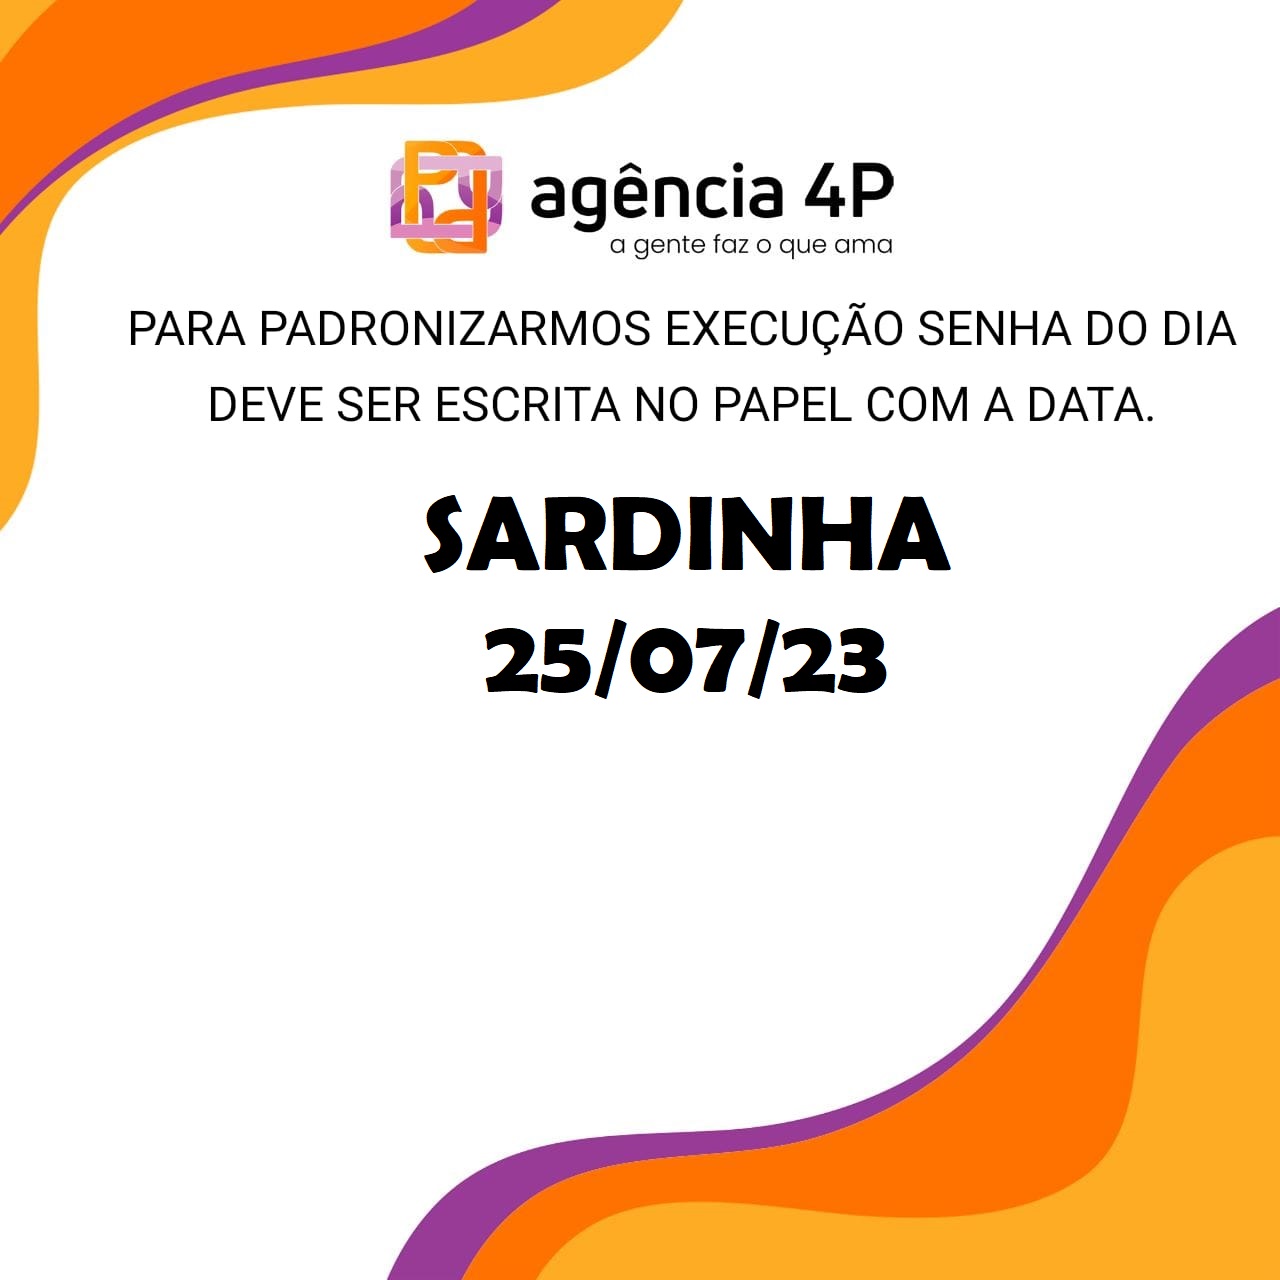 agência 4P
a gente faz o que ama
PARA PADRONIZARMOS EXECUÇÃO SENHA DO DIA
DEVE SER ESCRITA NO PAPEL COM A DATA.
SARDINHA
25/07/23